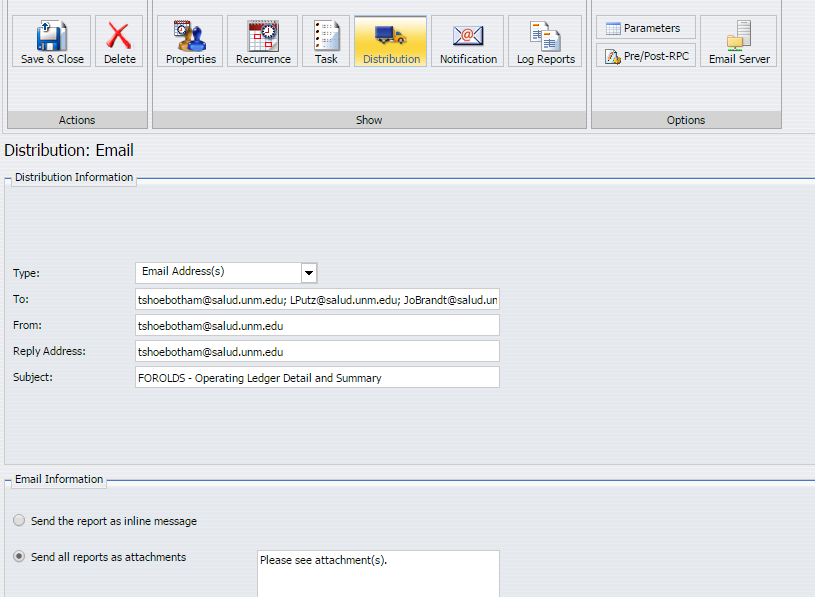 Save & Close
Delete
Properties
Recurrence
Task
Distribution
Notification
Log Reports
Parameters
Pre/Post-RPC
Email Server
Actions
Show
Options
Distribution: Email
Distribution Information
Type: Email Address(s)
To: tshoebotham@salud.unm.edu; LPutz@salud.unm.edu; JoBrandt@salud.un
From: tshoebotham@salud.unm.edu
Reply Address: tshoebotham@salud.unm.edu
Subject: FOROLDS - Operating Ledger Detail and Summary
Email Information
Send the report as inline message
Send all reports as attachments
Please see attachment(s).